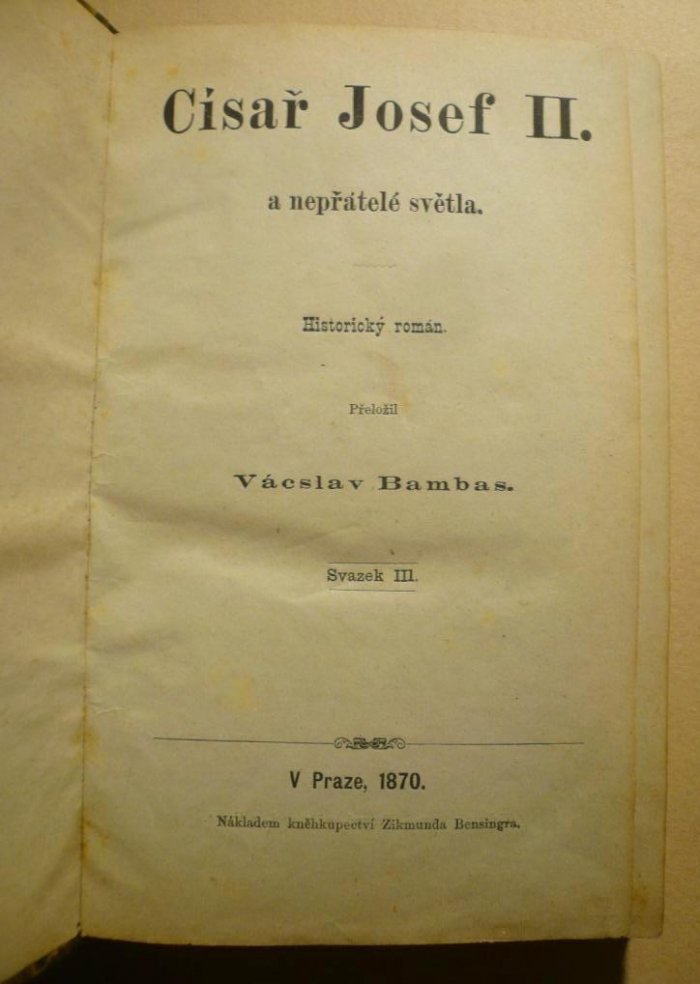 Císař Josef II.
a nepřátelé světla.
Historický román.
Přeložil
Vácslav Bambas.
Svazek III.
V Praze, 1870.
Nákladem kněhkupectví Zikmunda Bensingra.